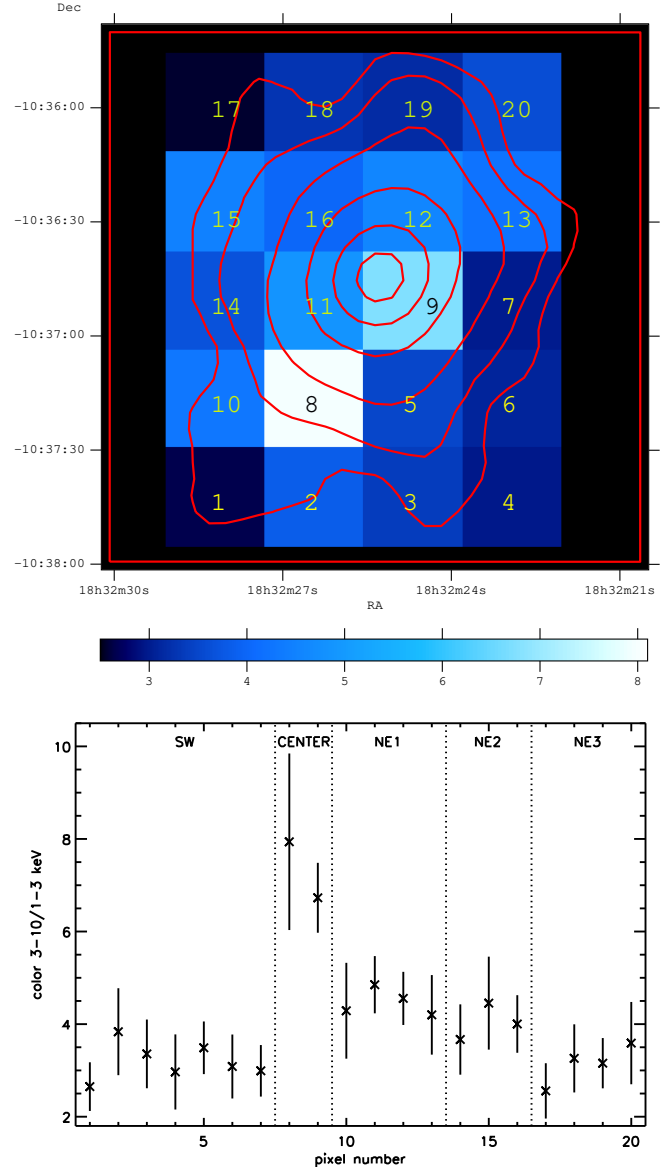 Dec
-10:36:00
17 18 19 20
-10:36:30
15 16 12 13
-10:37:00
14 11 9 7
10 8 5 6
-10:37:30
1 2 3 4
-10:38:00
18h32m30s 18h32m27s 18h32m24s 18h32m21s
RA
3 4 5 6 7 8
SW CENTER NE1 NE2 NE3
10
8
6
4
2
color 3-10/1-3 keV
5 10 15 20
pixel number